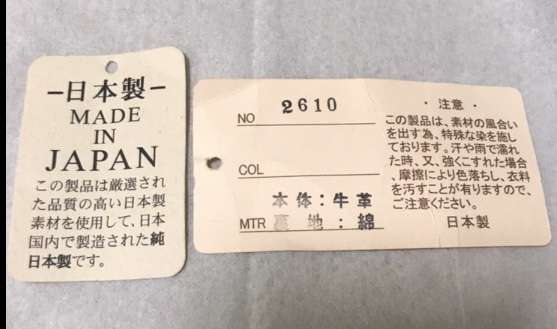 -日本製-
MADE
IN
JAPAN
この製品は厳選され
た品質の高い日本製
素材を使用して、日本
国内で製造された純
日本製です。
NO 2610
COL
本体：牛革
MTR 裏地：綿
・注意・
この製品は、素材の風合い
を出す為、特殊な染を施し
ております。汗や雨で濡れ
た時、又、強くこすれた場合
、摩擦により色落ちし、衣料
を汚すことが有りますので、
ご注意ください。
日本製